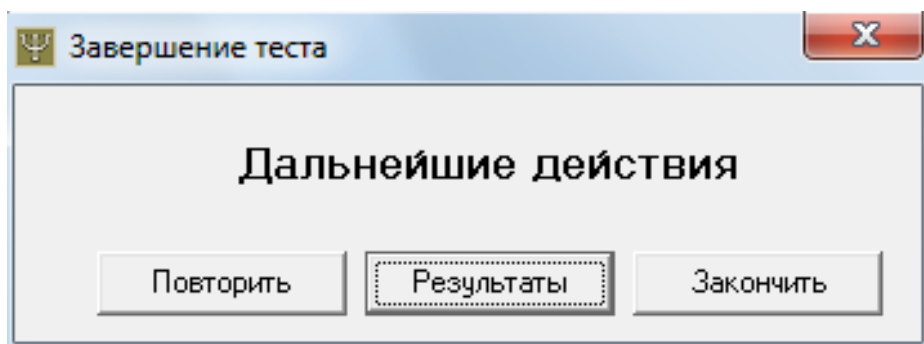 Завершение теста
Дальнейшие действия
Повторить Результаты Закончить